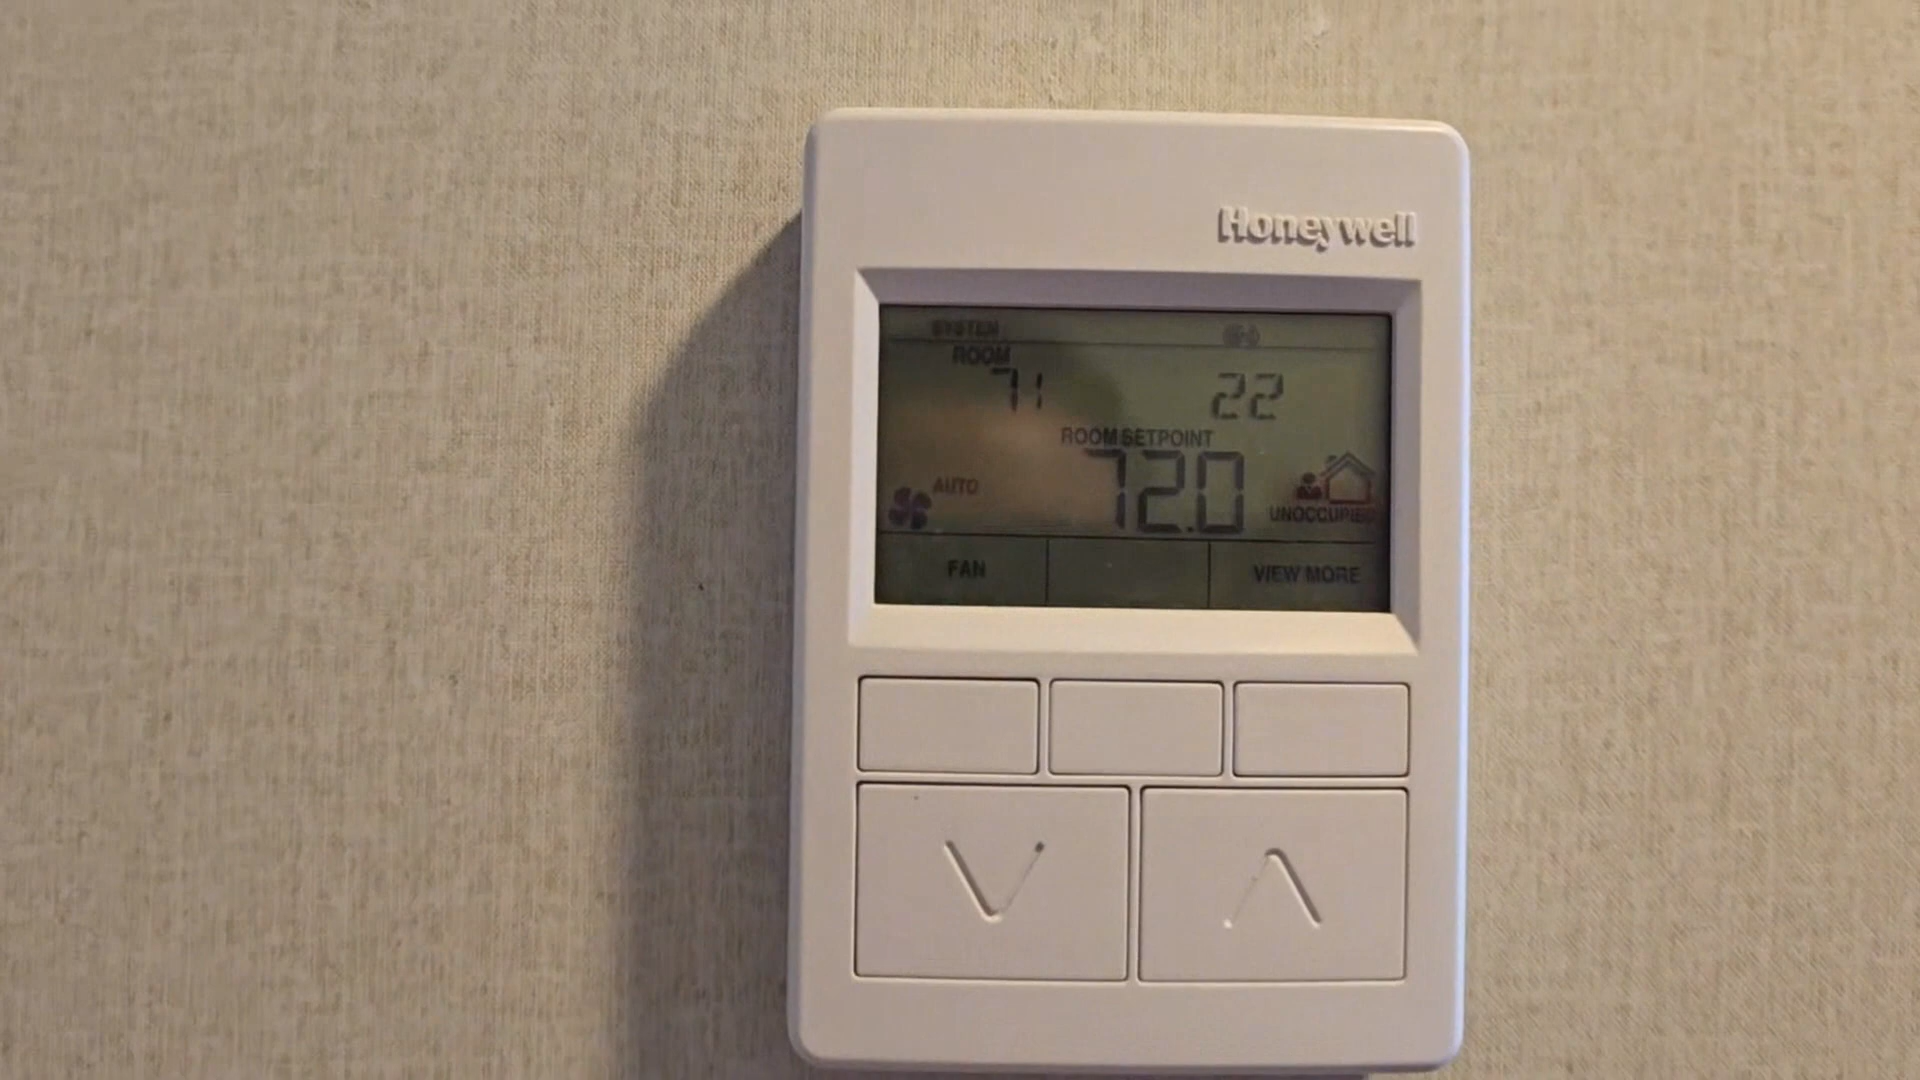 Honeywell
SYSTEM
ROOM
71 22
ROOM SETPOINT
72.0
AUTO
UNOCCUPIED
FAN VIEW MORE